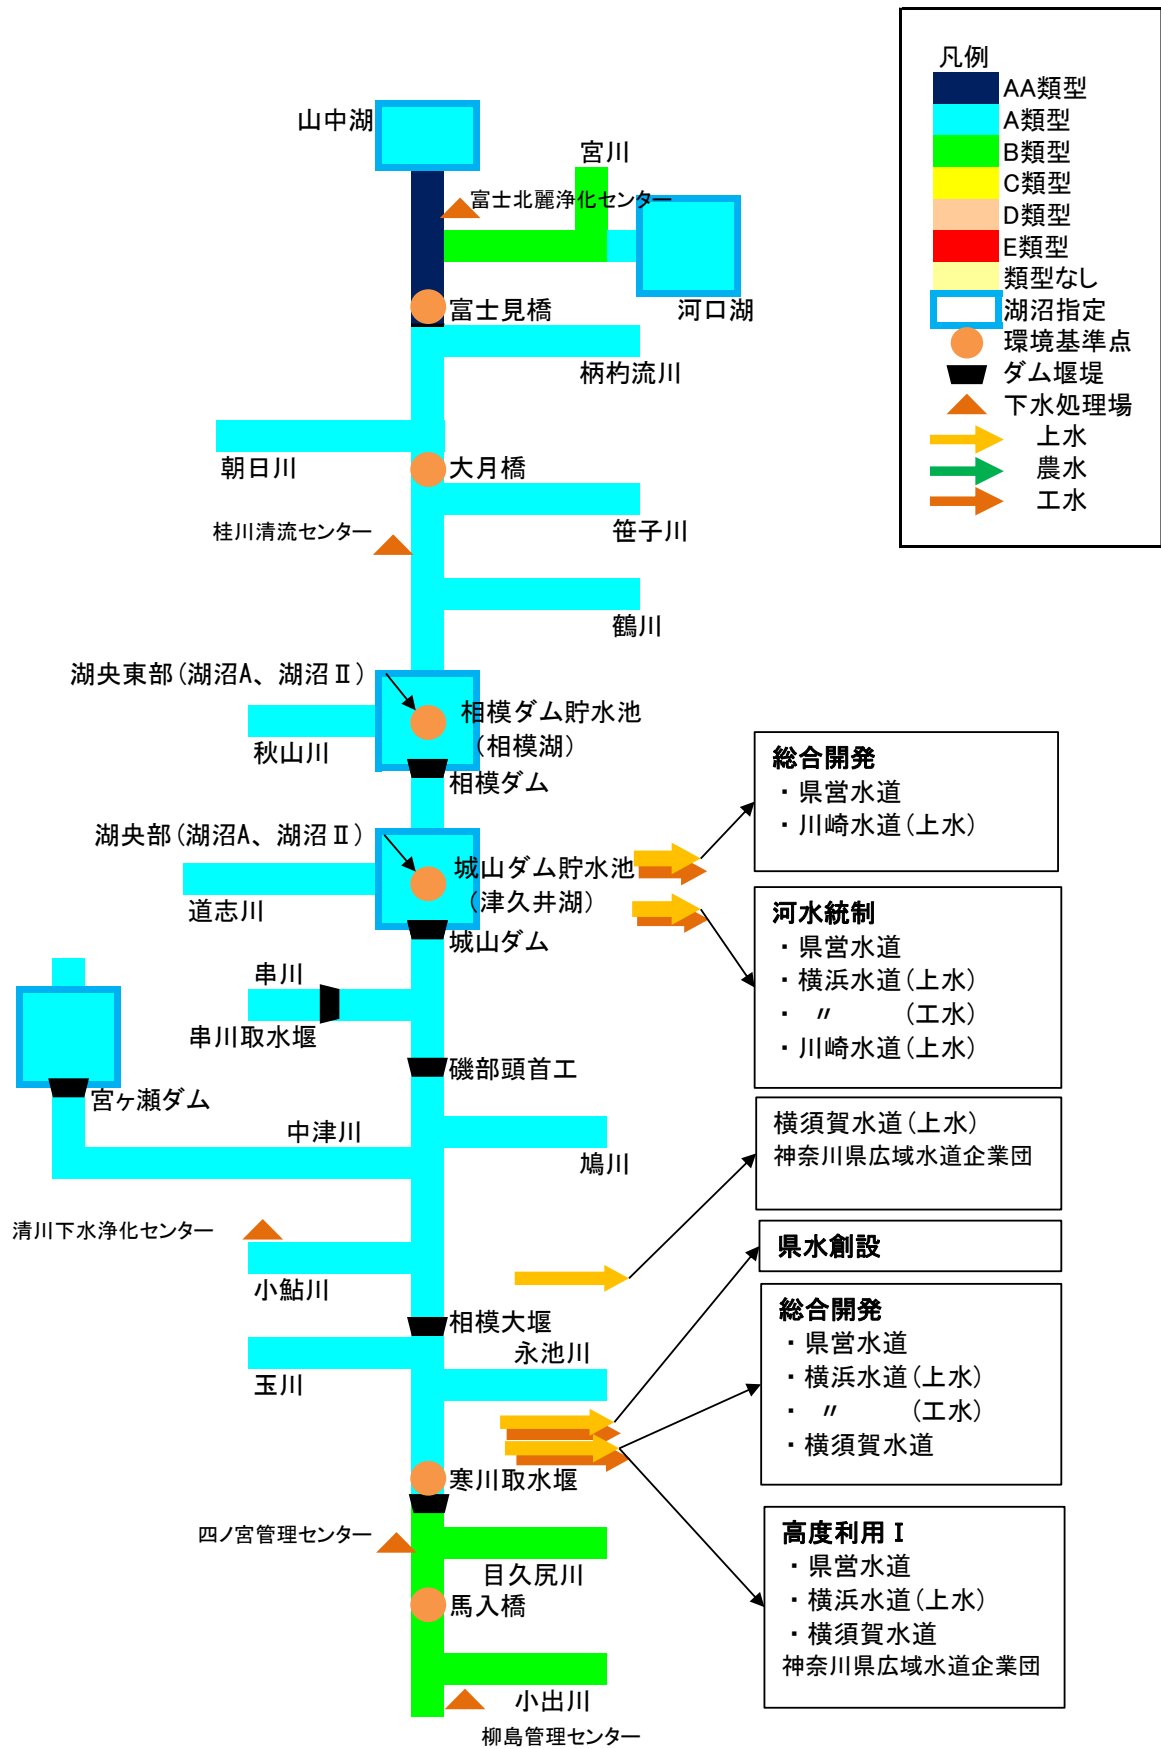 凡例
AA類型
A類型
B類型
C類型
D類型
E類型
類型なし
湖沼指定
環境基準点
ダム堰堤
下水処理場
上水
農水
工水
山中湖
宮川
富士北麗浄化センター
富士見橋
河口湖
柄杓流川
朝日川
大月橋
桂川清流センター
笹子川
鶴川
湖央東部(湖沼A、湖沼Ⅱ)
相模ダム貯水池
(相模湖)
秋山川
相模ダム
総合開発
・県営水道
・川崎水道(上水)
湖央部(湖沼A、湖沼Ⅱ)
城山ダム貯水池
(津久井湖)
道志川
城山ダム
河水統制
・県営水道
・横浜水道(上水)
・ 〃 (工水)
・川崎水道(上水)
串川
串川取水堰
磯部頭首工
宮ヶ瀬ダム
中津川
鳩川
横須賀水道(上水)
神奈川県広域水道企業団
清川下水浄化センター
小鮎川
県水創設
相模大堰
玉川
永池川
総合開発
・県営水道
・横浜水道(上水)
・ 〃 (工水)
・横須賀水道
寒川取水堰
四ノ宮管理センター
目久尻川
馬入橋
高度利用Ⅰ
・県営水道
・横浜水道(上水)
・横須賀水道
神奈川県広域水道企業団
小出川
柳島管理センター